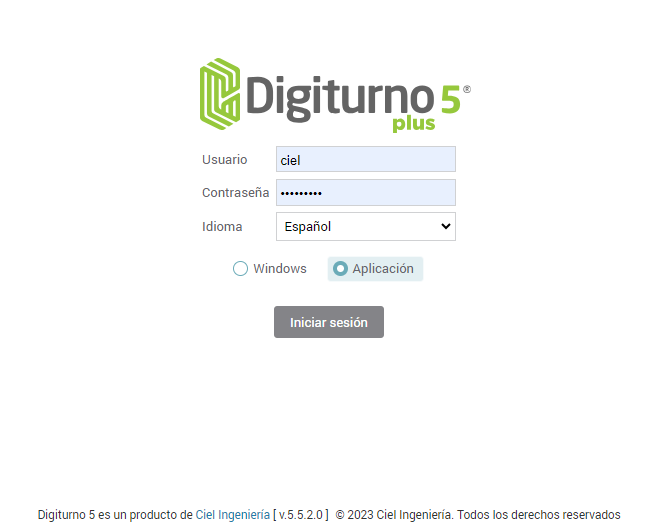 Digiturno 5®
plus
Usuario ciel
Contraseña •••••••••
Idioma Español
Windows Aplicación
Iniciar sesión
Digiturno 5 es un producto de Ciel Ingeniería [ v.5.5.2.0 ] © 2023 Ciel Ingeniería. Todos los derechos reservados